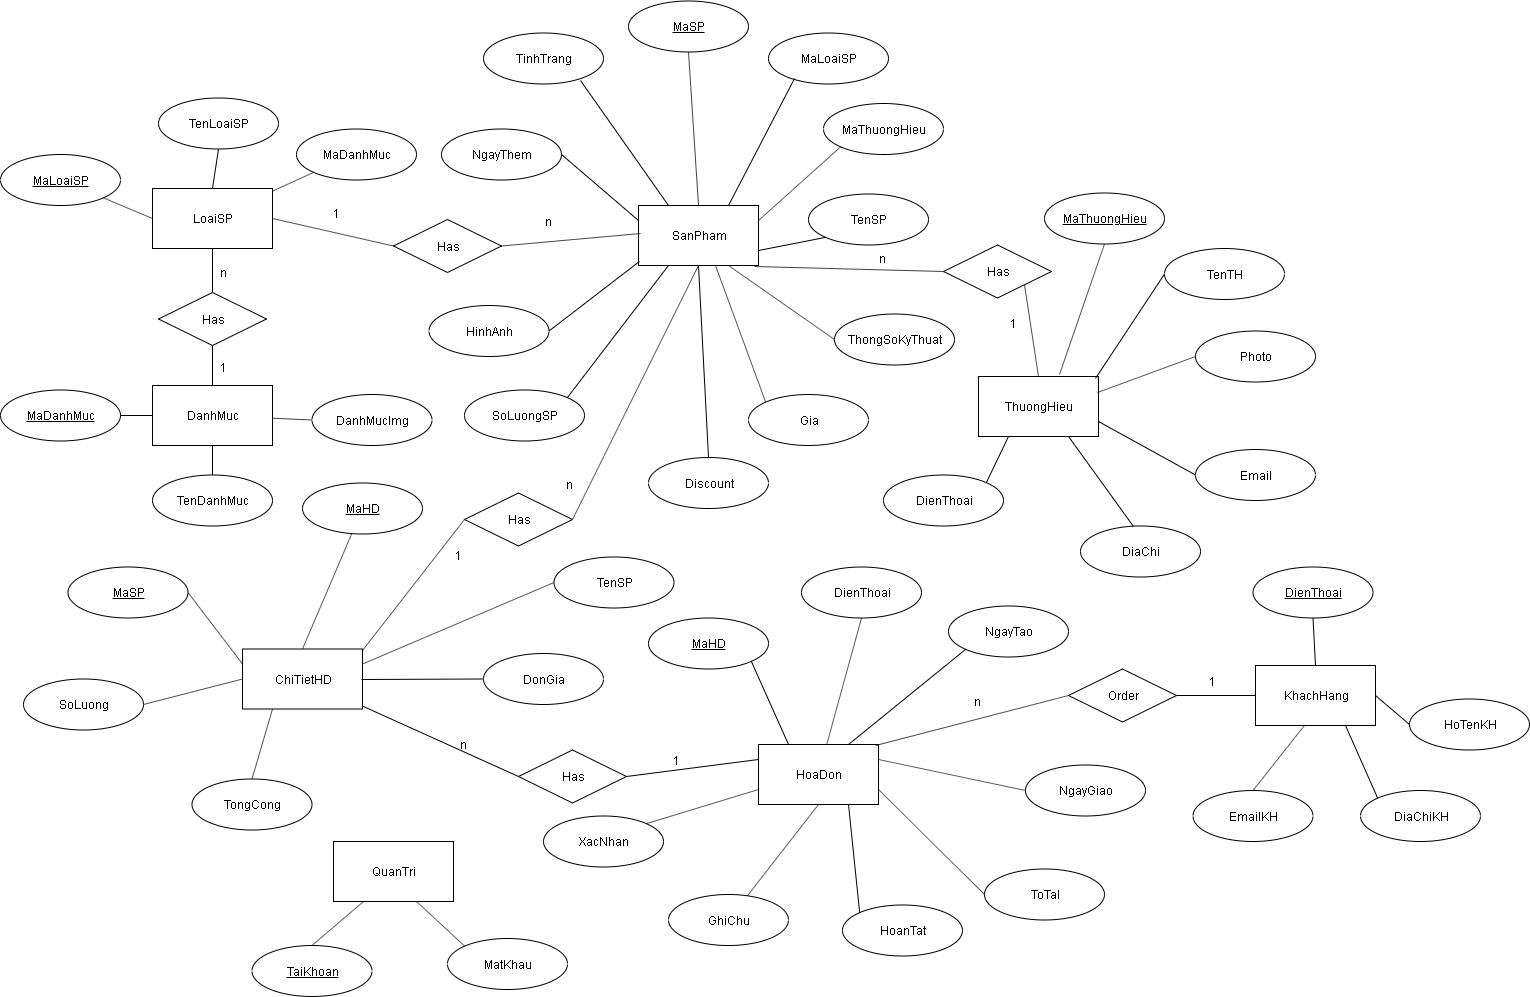 MaSP
TinhTrang
MaLoaiSP
TenLoaiSP
MaThuongHieu
MaDanhMuc
NgayThem
MaLoaiSP
LoaiSP
1
n
SanPham
TenSP
MaThuongHieu
Has
n
Has
TenTH
n
Has
1
HinhAnh
ThongSoKyThuat
Photo
1
MaDanhMuc
DanhMuc
DanhMucImg
SoLuongSP
Gia
ThuongHieu
TenDanhMuc
n
Discount
DienThoai
Email
MaHD
Has
1
DiaChi
MaSP
TenSP
DienThoai
DienThoai
MaHD
NgayTao
ChiTietHD
DonGia
SoLuong
n
Order
1
KhachHang
HoTenKH
n
Has
1
HoaDon
NgayGiao
TongCong
EmailKH
DiaChiKH
XacNhan
QuanTri
ToTal
GhiChu
HoanTat
TaiKhoan
MatKhau